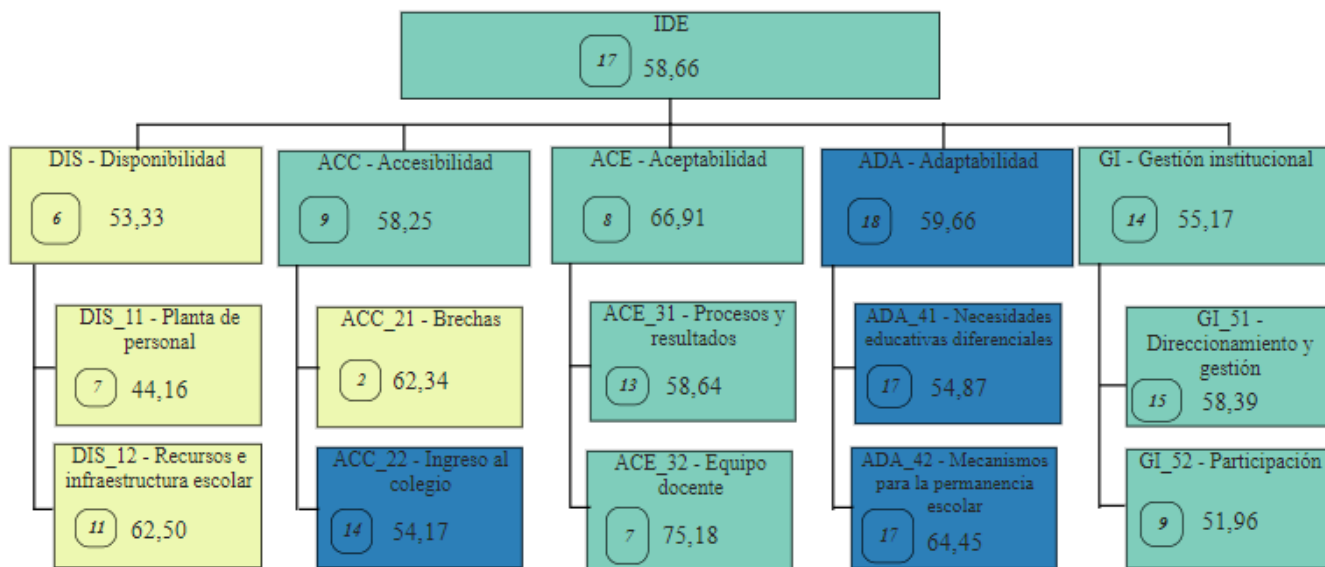 IDE
17 58,66
DIS - Disponibilidad
6 53,33
ACC - Accesibilidad
9 58,25
ACE - Aceptabilidad
8 66,91
ADA - Adaptabilidad
18 59,66
GI - Gestión institucional
14 55,17
DIS_11 - Planta de
personal
7 44,16
ACC_21 - Brechas
2 62,34
ACE_31 - Procesos y
resultados
13 58,64
ADA_41 - Necesidades
educativas diferenciales
17 54,87
GI_51 -
Direccionamiento y
gestión
15 58,39
DIS_12 - Recursos e
infraestructura escolar
11 62,50
ACC_22 - Ingreso al
colegio
14 54,17
ACE_32 - Equipo
docente
7 75,18
ADA_42 - Mecanismos
para la permanencia
escolar
17 64,45
GI_52 - Participación
9 51,96